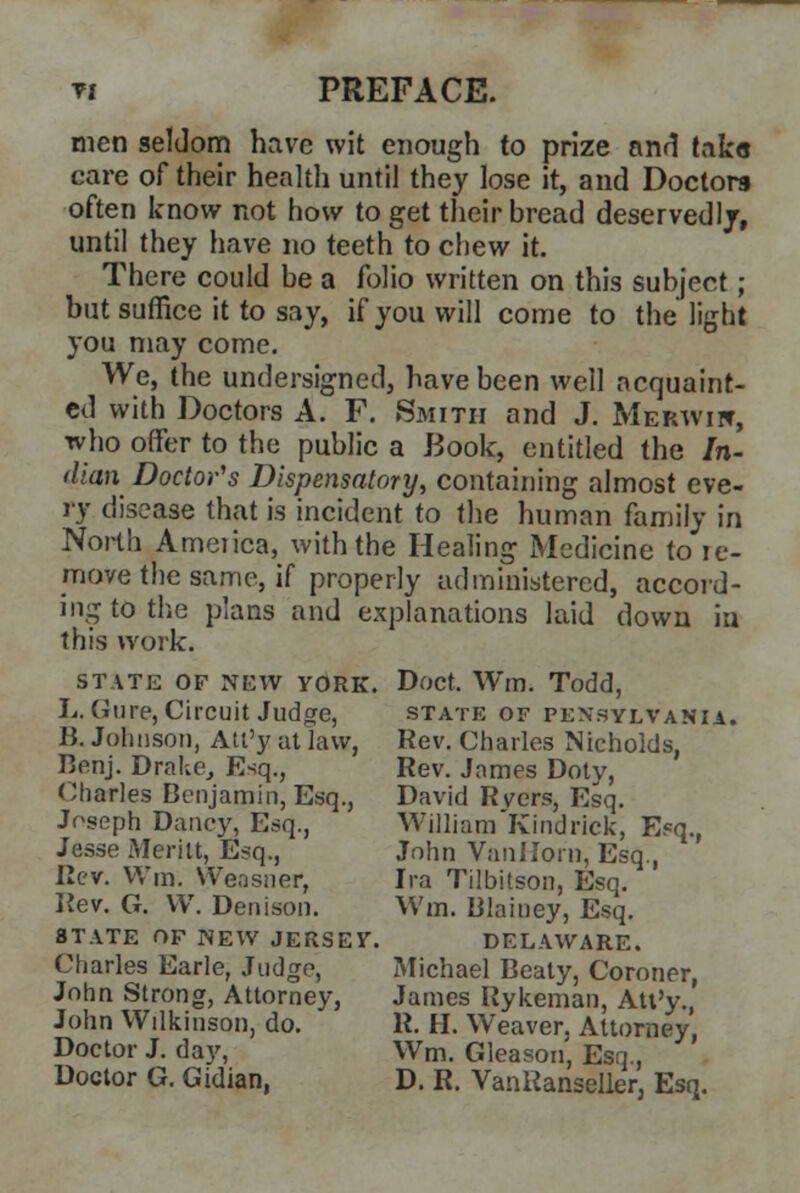 vi PREFACE.
men seldom have wit enough to prize and take
care of their health until they lose it, and Doctors
often know not how to get their bread deservedly,
until they have no teeth to chew it.
There could be a folio written on this subject;
but suffice it to say, if you will come to the light
you may come.
We, the undersigned, have been well acquaint-
ed with Doctors A. F. SMITH and J. MERWIN,
who offer to the public a Book, entitled the In-
dian Doctor's Dispensatory, containing almost eve-
ry disease that is incident to the human family in
North America, with the Healing Medicine to re-
move the same, if properly administered, accord-
ing to the plans and explanations laid down in
this work.
STATE OF NEW YORK.
L. Gure, Circuit Judge,
B. Johnson, Att'y at law,
Benj. Drake, Esq.,
Charles Benjamin, Esq.,
Joseph Dancy, Esq.,
Jesse Meritt, Esq.,
Rev. Wm. Weasner,
Rev. G. W. Denison.
STATE OF NEW JERSEY.
Charles Earle, Judge,
John Strong, Attorney,
John Wilkinson, do.
Doctor J. day,
Doctor G. Gidian,
Doct. Wm. Todd,
STATE OF PENSYLVANIA.
Rev. Charles Nicholds,
Rev. James Doty,
David Ryers, Esq.
William Kindrick, Esq.,
John VanHorn, Esq.,
Ira Tilbitson, Esq.
Wm. Blainey, Esq.
DELAWARE.
Michael Beaty, Coroner,
James Rykeman, Att'y.,
R. H. Weaver, Attorney,
Wm. Gleason, Esq.,
D. R. VanRanseller, Esq.